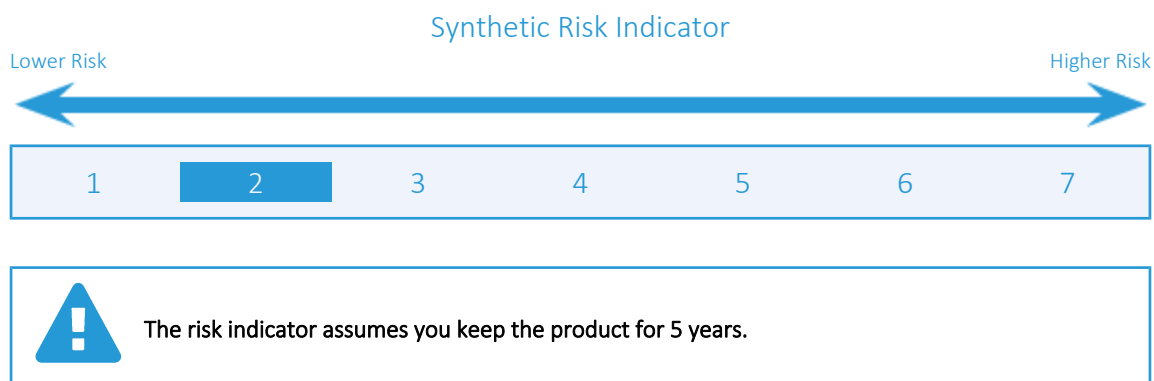 Synthetic Risk Indicator
Lower Risk Higher Risk
1 2 3 4 5 6 7
The risk indicator assumes you keep the product for 5 years.